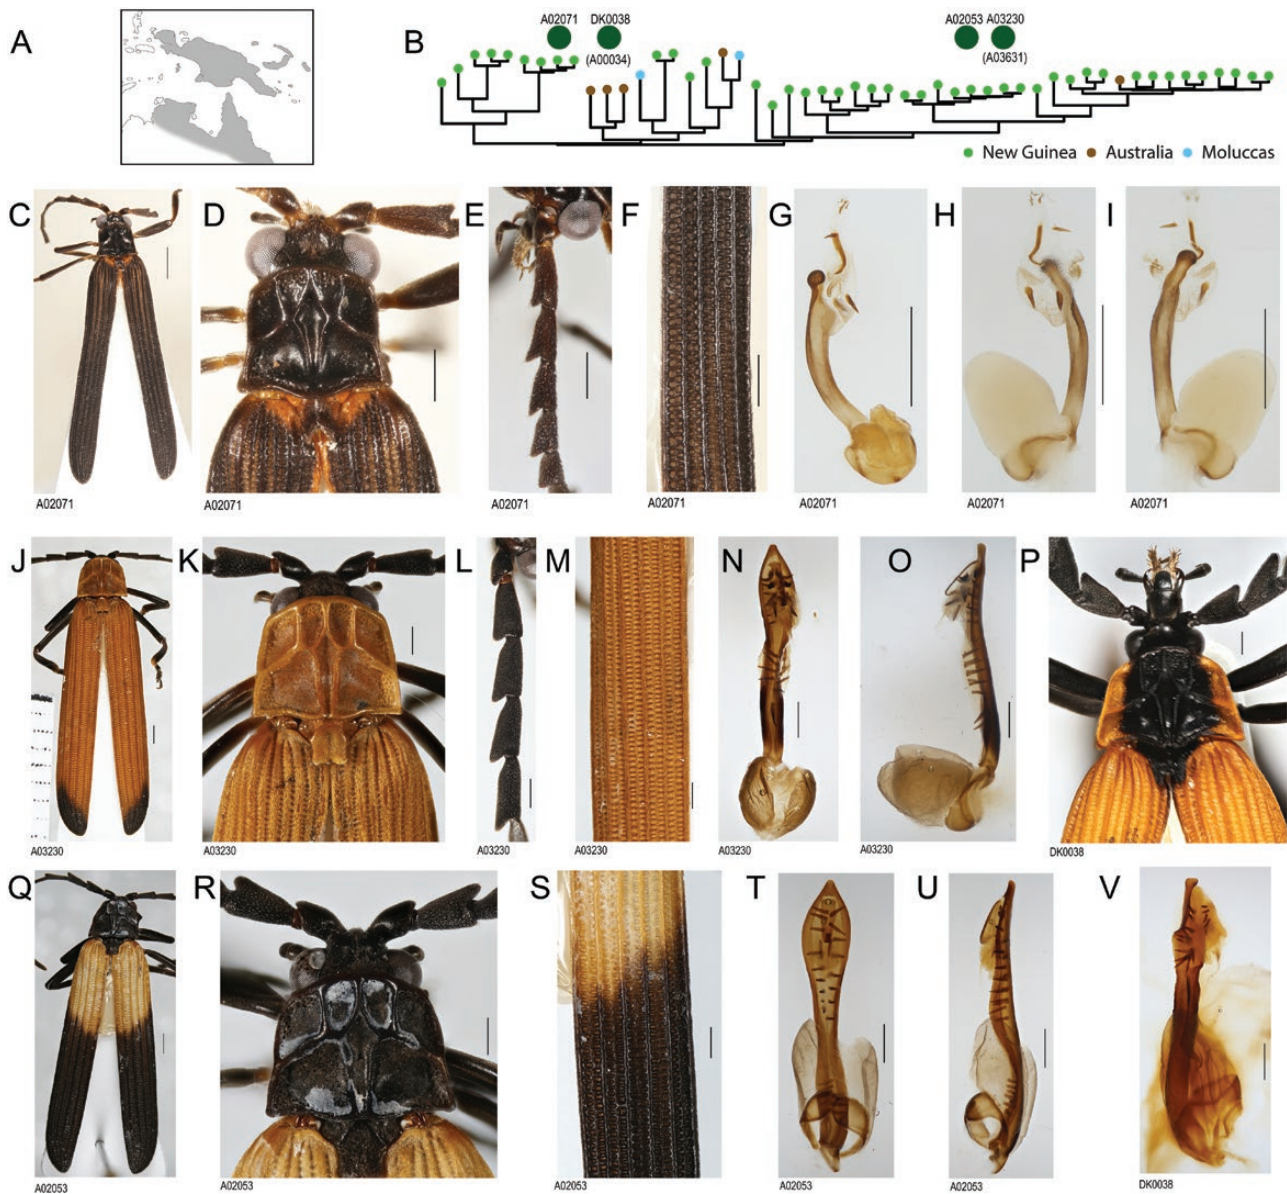 A
B
A02071 DK0038 A02053 A03230
(A00034) (A03631)
New Guinea Australia Moluccas
C D E F G H I
A02071 A02071 A02071 A02071 A02071 A02071 A02071
J K L M N O P
A03230 A03230 A03230 A03230 A03230 A03230 DK0038
Q R S T U V
A02053 A02053 A02053 A02053 A02053 DK0038